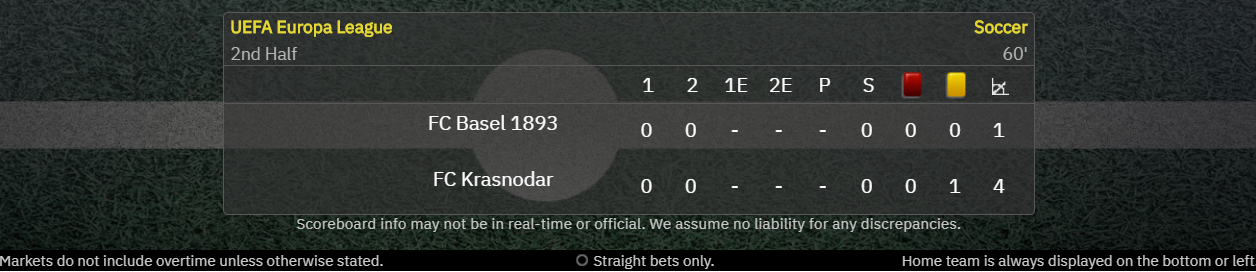 UEFA Europa League Soccer
2nd Half 60'
1 2 1E 2E P S
FC Basel 1893 0 0 - - - 0 0 0 1
FC Krasnodar 0 0 - - - 0 0 1 4
Scoreboard info may not be in real-time or official. We assume no liability for any discrepancies.
Markets do not include overtime unless otherwise stated. Straight bets only. Home team is always displayed on the bottom or left